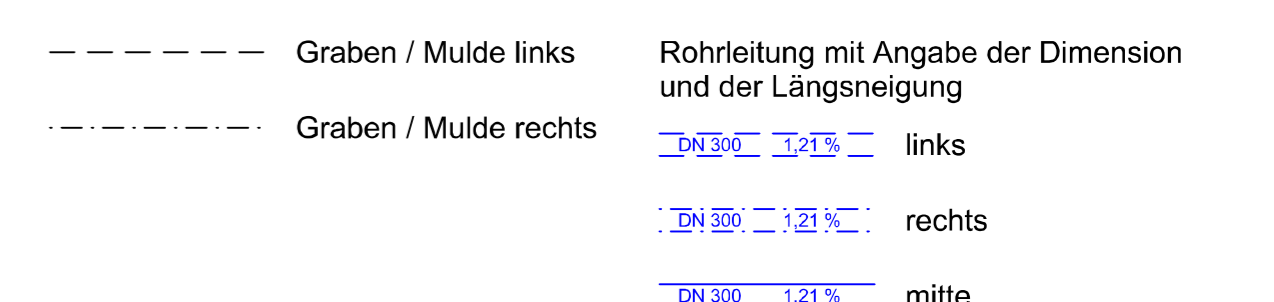 Graben / Mulde links
Graben / Mulde rechts
Rohrleitung mit Angabe der Dimension
und der Längsneigung
DN 300 1,21 % links
DN 300 1,21 % rechts
DN 300 1,21 % mitte